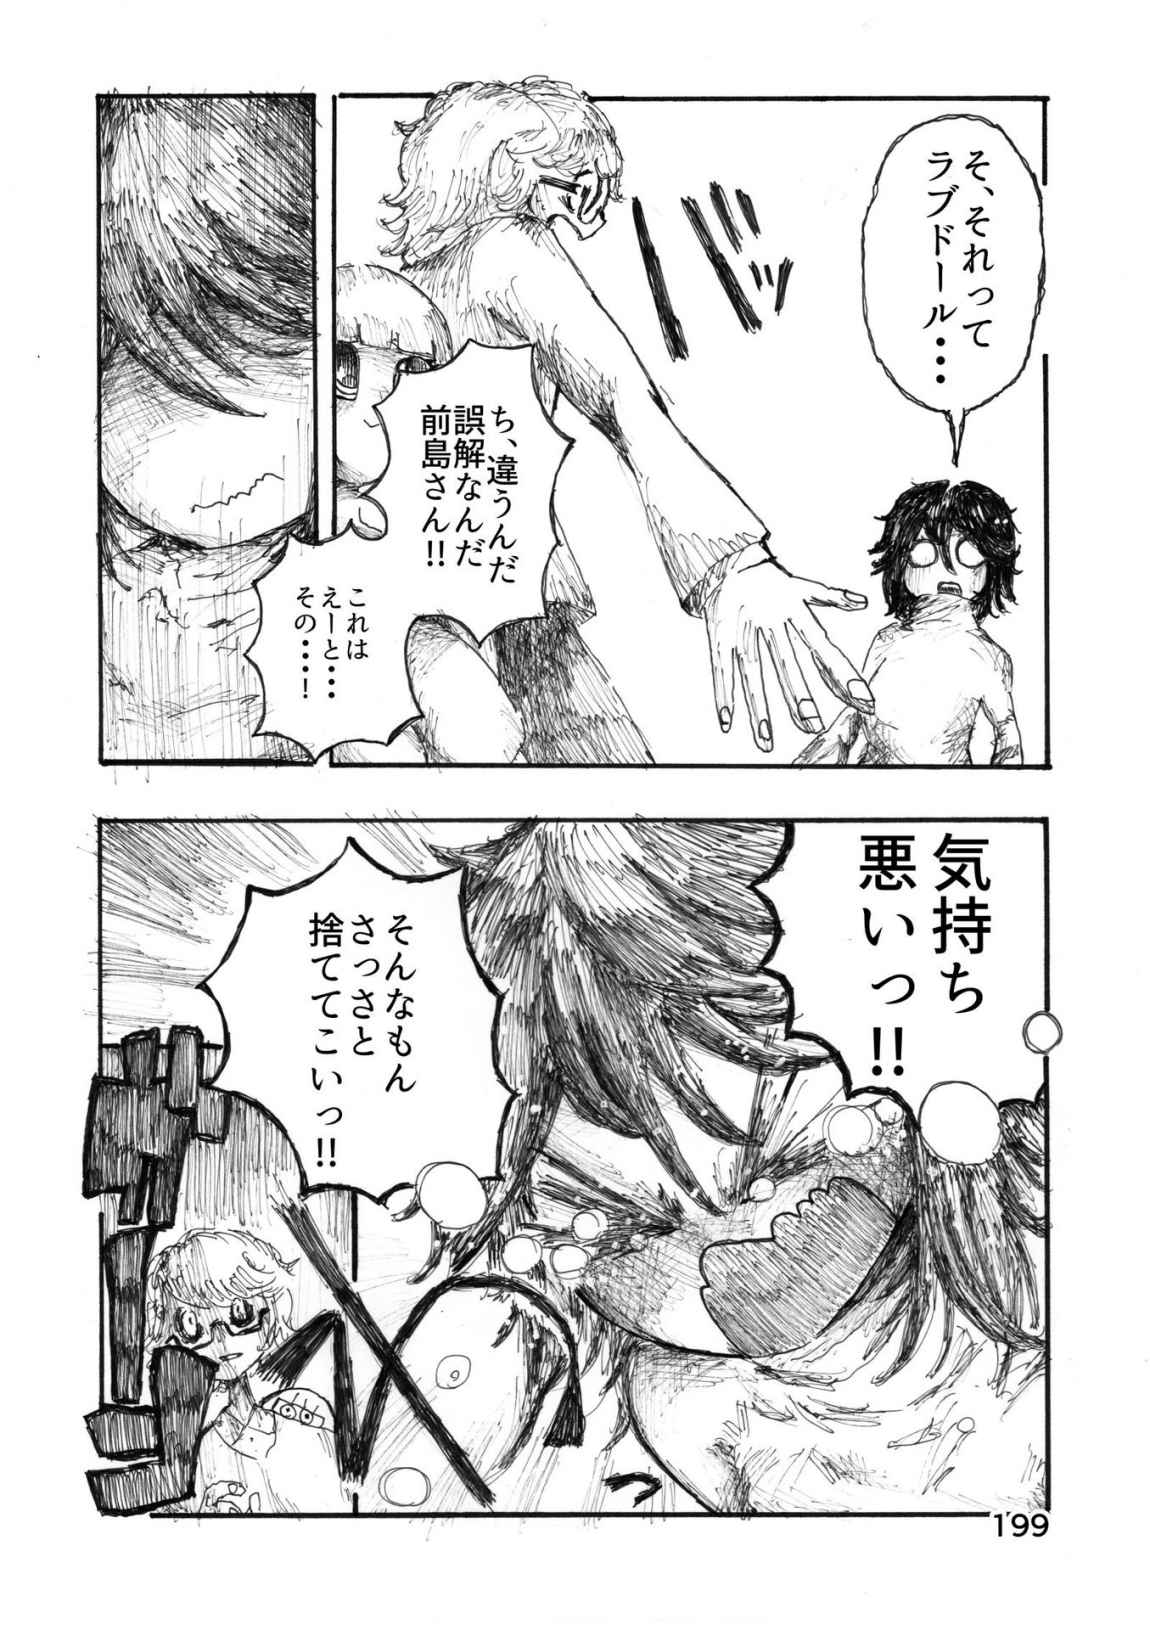 そ、それって
ラブドール・・・
ドッ
ち、違うんだ
誤解なんだ
前島さん!!
これは
えーと・・・
その・・・!
気持ち
悪いっ!!
そんなもん
さっさと
捨ててこいっ!!
199